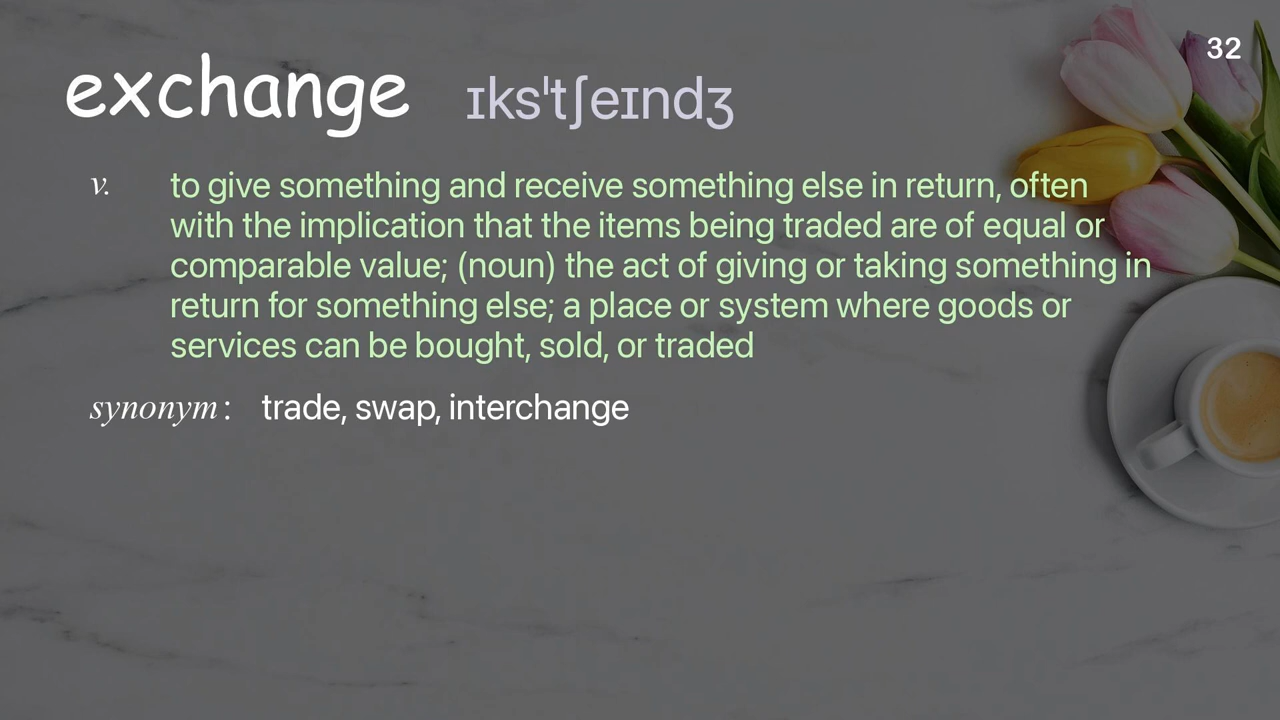 32
exchange ɪksˈtʃeɪndʒ
v. to give something and receive something else in return, often
with the implication that the items being traded are of equal or
comparable value; (noun) the act of giving or taking something in
return for something else; a place or system where goods or
services can be bought, sold, or traded
synonym: trade, swap, interchange